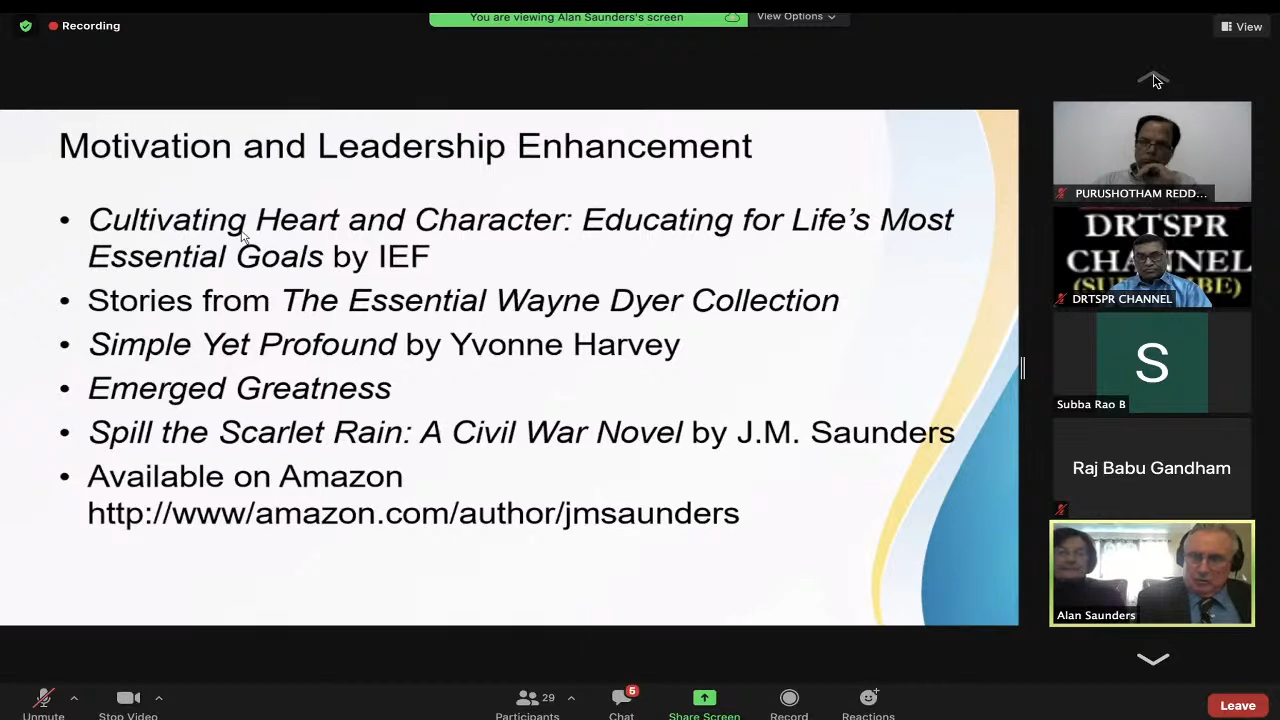 You are viewing Alan Saunders's screen
View Options
Recording
View
Motivation and Leadership Enhancement
• Cultivating Heart and Character: Educating for Life’s Most
Essential Goals by IEF
• Stories from The Essential Wayne Dyer Collection
• Simple Yet Profound by Yvonne Harvey
• Emerged Greatness
• Spill the Scarlet Rain: A Civil War Novel by J.M. Saunders
• Available on Amazon
http://www/amazon.com/author/jmsaunders
PURUSHOTHAM REDD...
DRTSPR
CHANNEL
DRTSPR CHANNEL
S
Subba Rao B
Raj Babu Gandham
Alan Saunders
Unmute
Stop Video
29
Participants
5
Chat
Share Screen
Record
Reactions
Leave